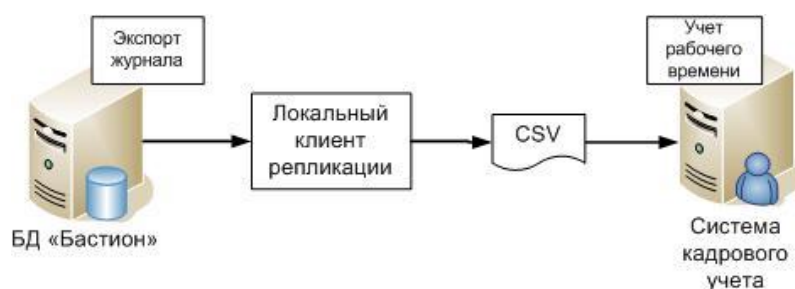 Экспорт
журнала
БД «Бастион»
Локальный
клиент
репликации
CSV
Учет
рабочего
времени
Система
кадрового
учета